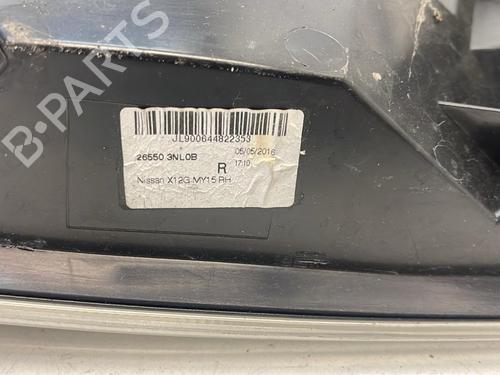 B-PARTS
JL900644822353
26550 3NL0B
05/05/2016
R
17:10
Nissan X12G MY15 RH